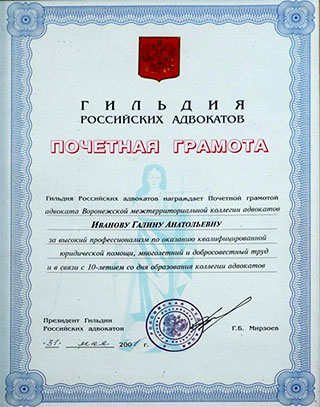 ГИЛЬДИЯ
РОССИЙСКИХ АДВОКАТОВ
ПОЧЕТНАЯ ГРАМОТА
Гильдия Российских адвокатов награждает Почетной грамотой
адвоката Воронежской межтерриториальной коллегии адвокатов
ИВАНОВУ ГАЛИНУ АНАТОЛЬЕВНУ
за высокий профессионализм по оказанию квалифицированной
юридической помощи, многолетний и добросовестный труд
и в связи с 10-летием со дня образования коллегии адвокатов
Президент Гильдии
Российских адвокатов
Г.Б. Мирзоев
"31" мая 200